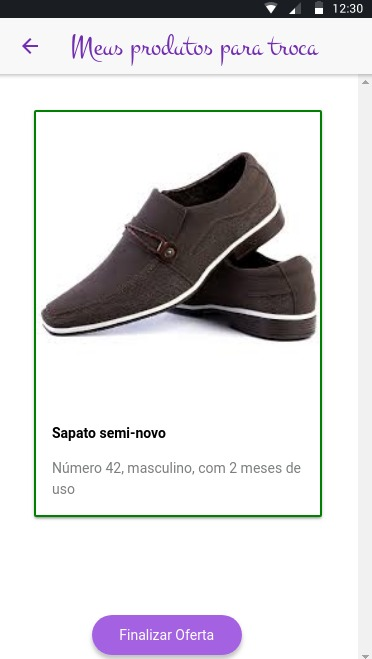 12:30
Meus produtos para troca
Sapato semi-novo
Número 42, masculino, com 2 meses de
uso
Finalizar Oferta